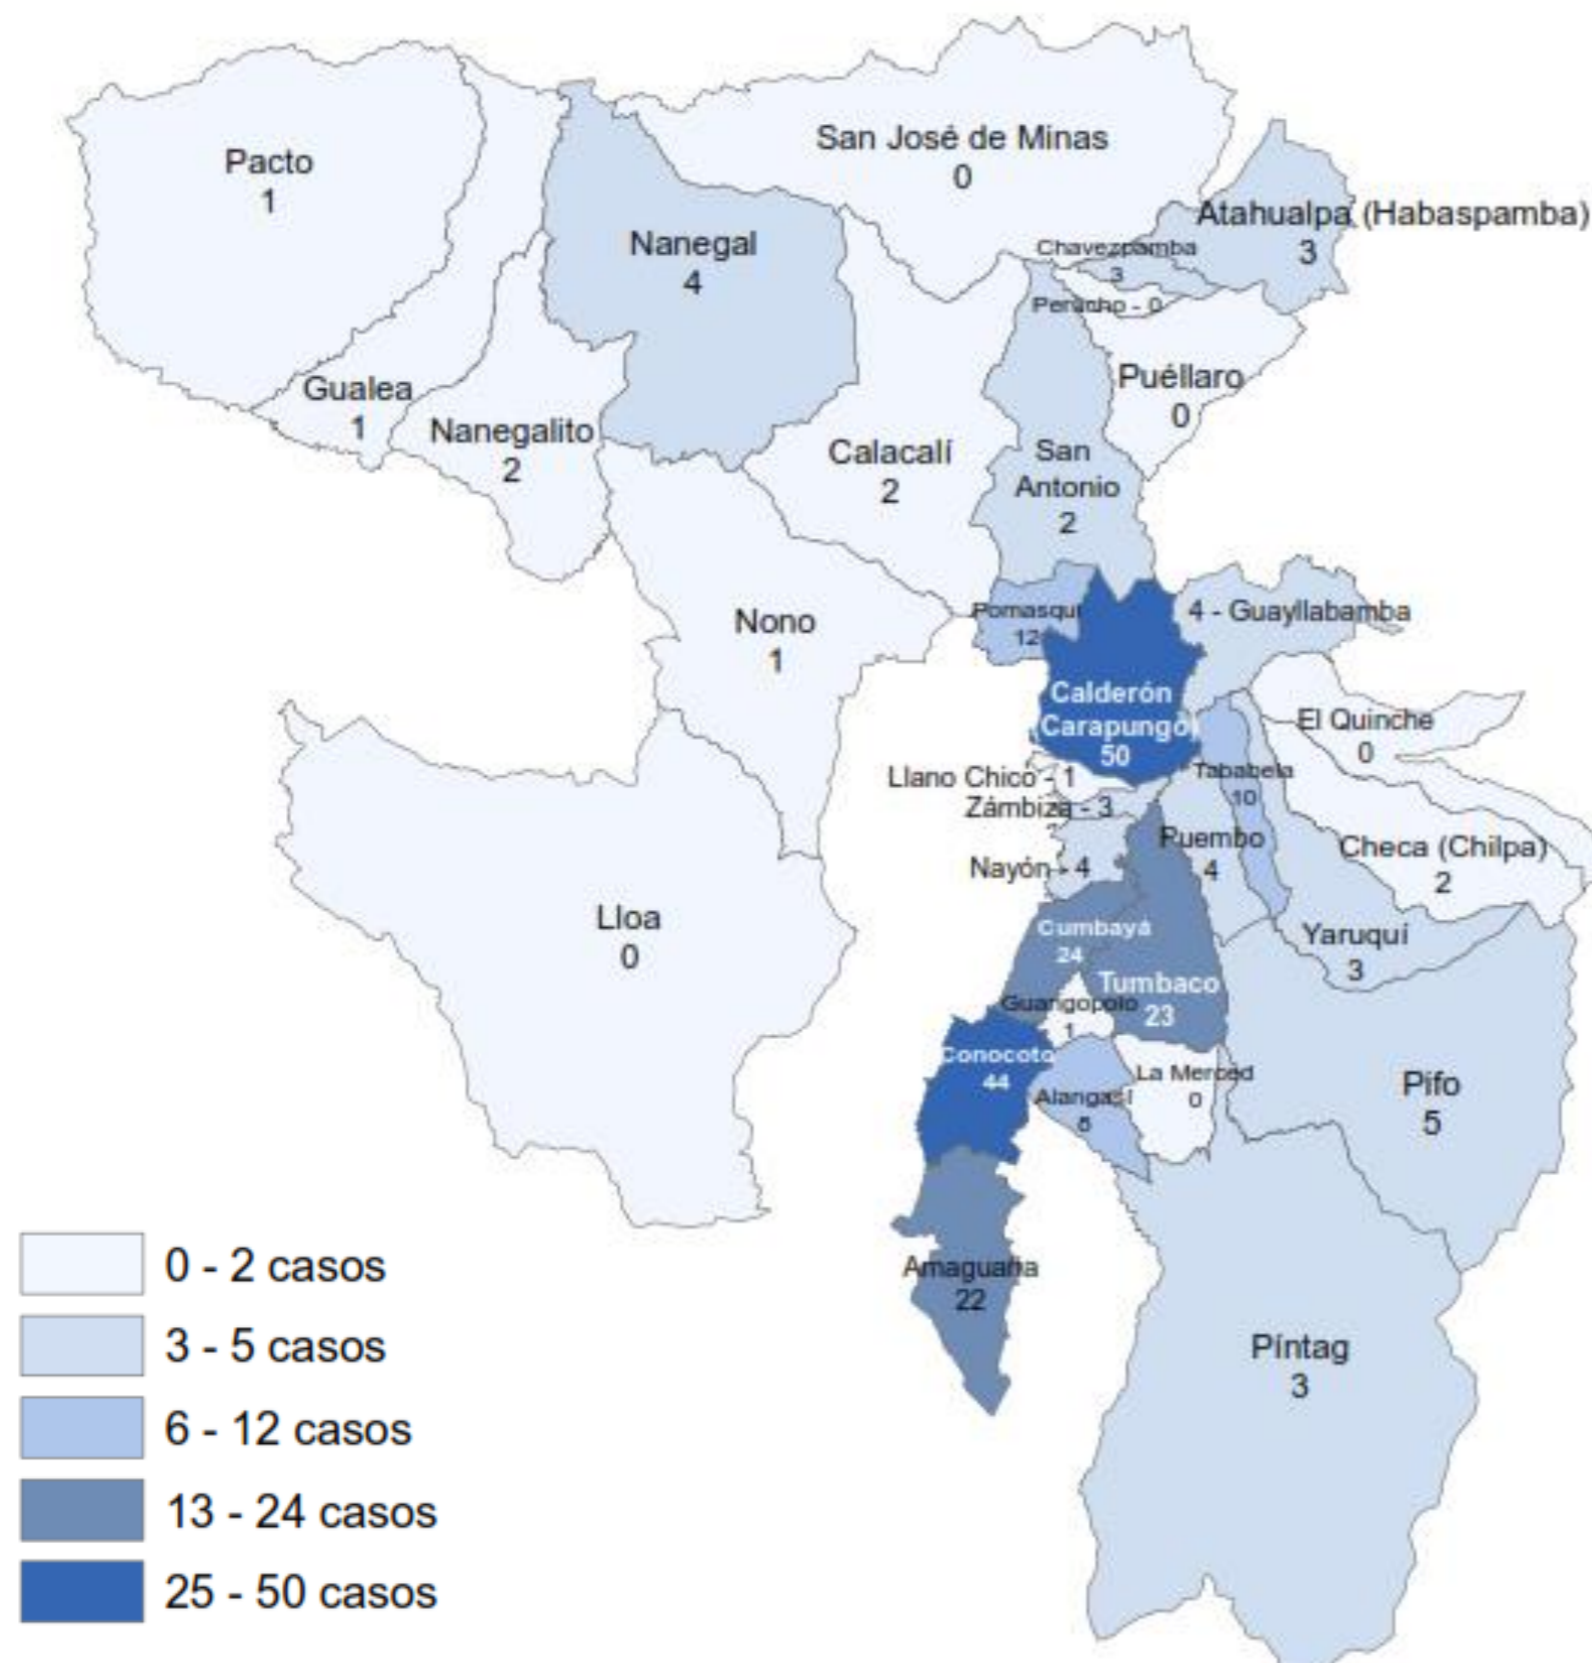 Pacto
1
San José de Minas
0
Atahualpa (Habaspamba)
3
Nanegal
4
Chavezpamba
3
Perucho - 0
Puéllaro
0
Gualea
1
Nanegalito
2
Calacalí
2
San
Antonio
2
Nono
1
Pomasqui
12
4 - Guayllabamba
Calderón
(Carapungo)
50
El Quinche
0
Llano Chico - 1
Tababela
10
Zámbiza - 3
Puembo
4
Checa (Chilpa)
2
Nayón - 4
Lloa
0
Cumbayá
24
Yaruquí
3
Tumbaco
23
Guangopolo
1
Conocoto
44
La Merced
0
Alangasí
Pifo
5
Amaguaña
22
Píntag
3
0 - 2 casos
3 - 5 casos
6 - 12 casos
13 - 24 casos
25 - 50 casos